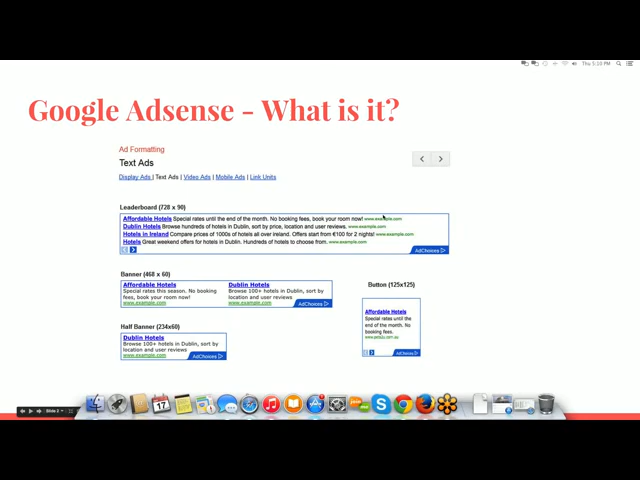 Thu 5:10 PM
Google Adsense - What is it?
Ad Formatting
Text Ads
Display Ads | Text Ads | Video Ads | Mobile Ads | Link Units
Leaderboard (728 x 90)
Affordable Hotels Special rates until the end of the month. No booking fees, book your room now! www.example.com
Dublin Hotels Browse hundreds of hotels in Dublin, sort by price, location and user reviews. www.example.com
Hotels in Ireland Compare prices of 1000s of hotels all over ireland. Offers start from €100 for 2 nights! www.example.com
Hotels Great weekend offers for hotels in Dublin. Hundreds of hotels to choose from. www.example.com
AdChoices
Banner (468 x 60)
Affordable Hotels
Special rates this season. No
booking fees, book your room now!
www.example.com
Dublin Hotels
Browse 100+ hotels in Dublin, sort by
location and user reviews
www.example.com
AdChoices
Half Banner (234x60)
Dublin Hotels
Browse 100+ hotels in Dublin, sort by
location and user reviews
www.example.com
AdChoices
Button (125x125)
Affordable Hotels
Special rates until the
end of the month. No
booking fees.
AdChoices
Slide 3
17